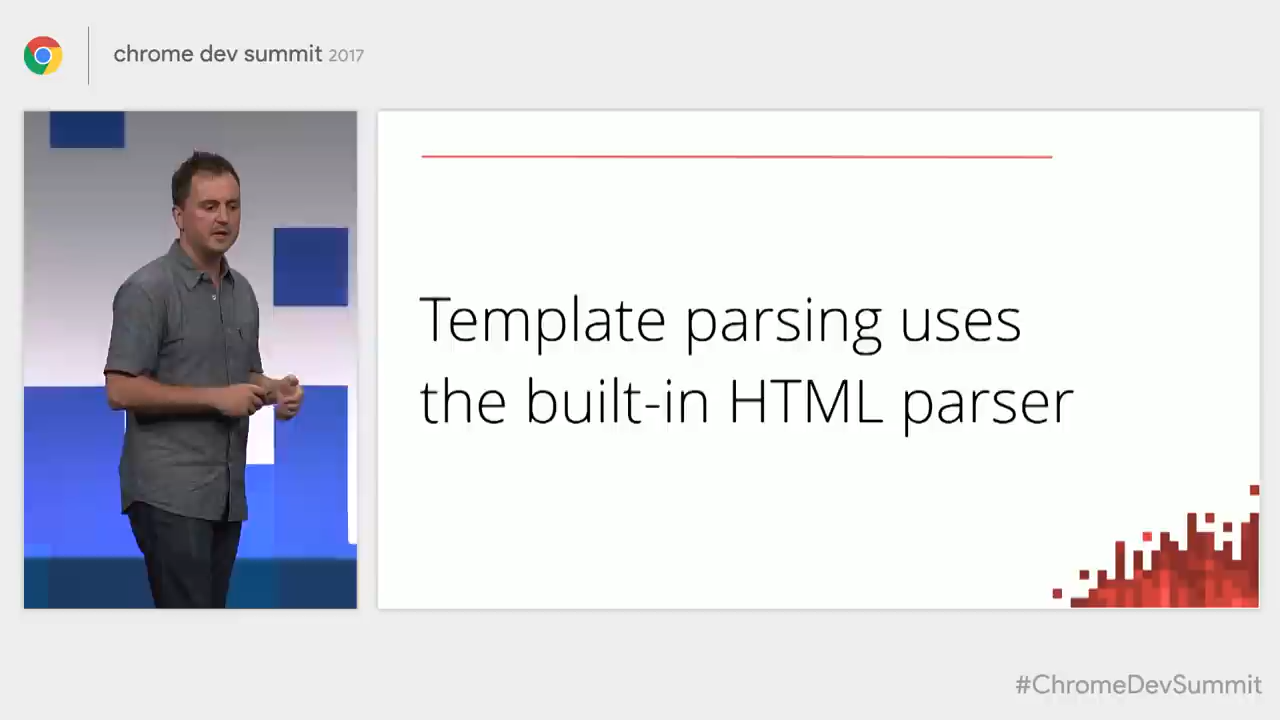 chrome dev summit 2017
Template parsing uses
the built-in HTML parser
#ChromeDevSummit